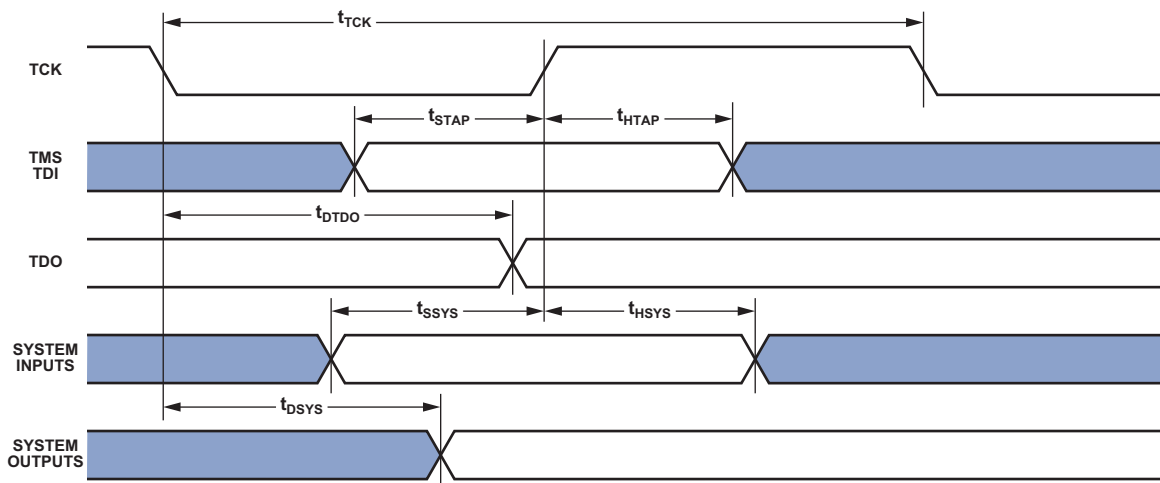 tTCK
TCK
tSTAP
tHTAP
TMS
TDI
tDTDO
TDO
tSSYS
tHSYS
SYSTEM
INPUTS
tDSYS
SYSTEM
OUTPUTS